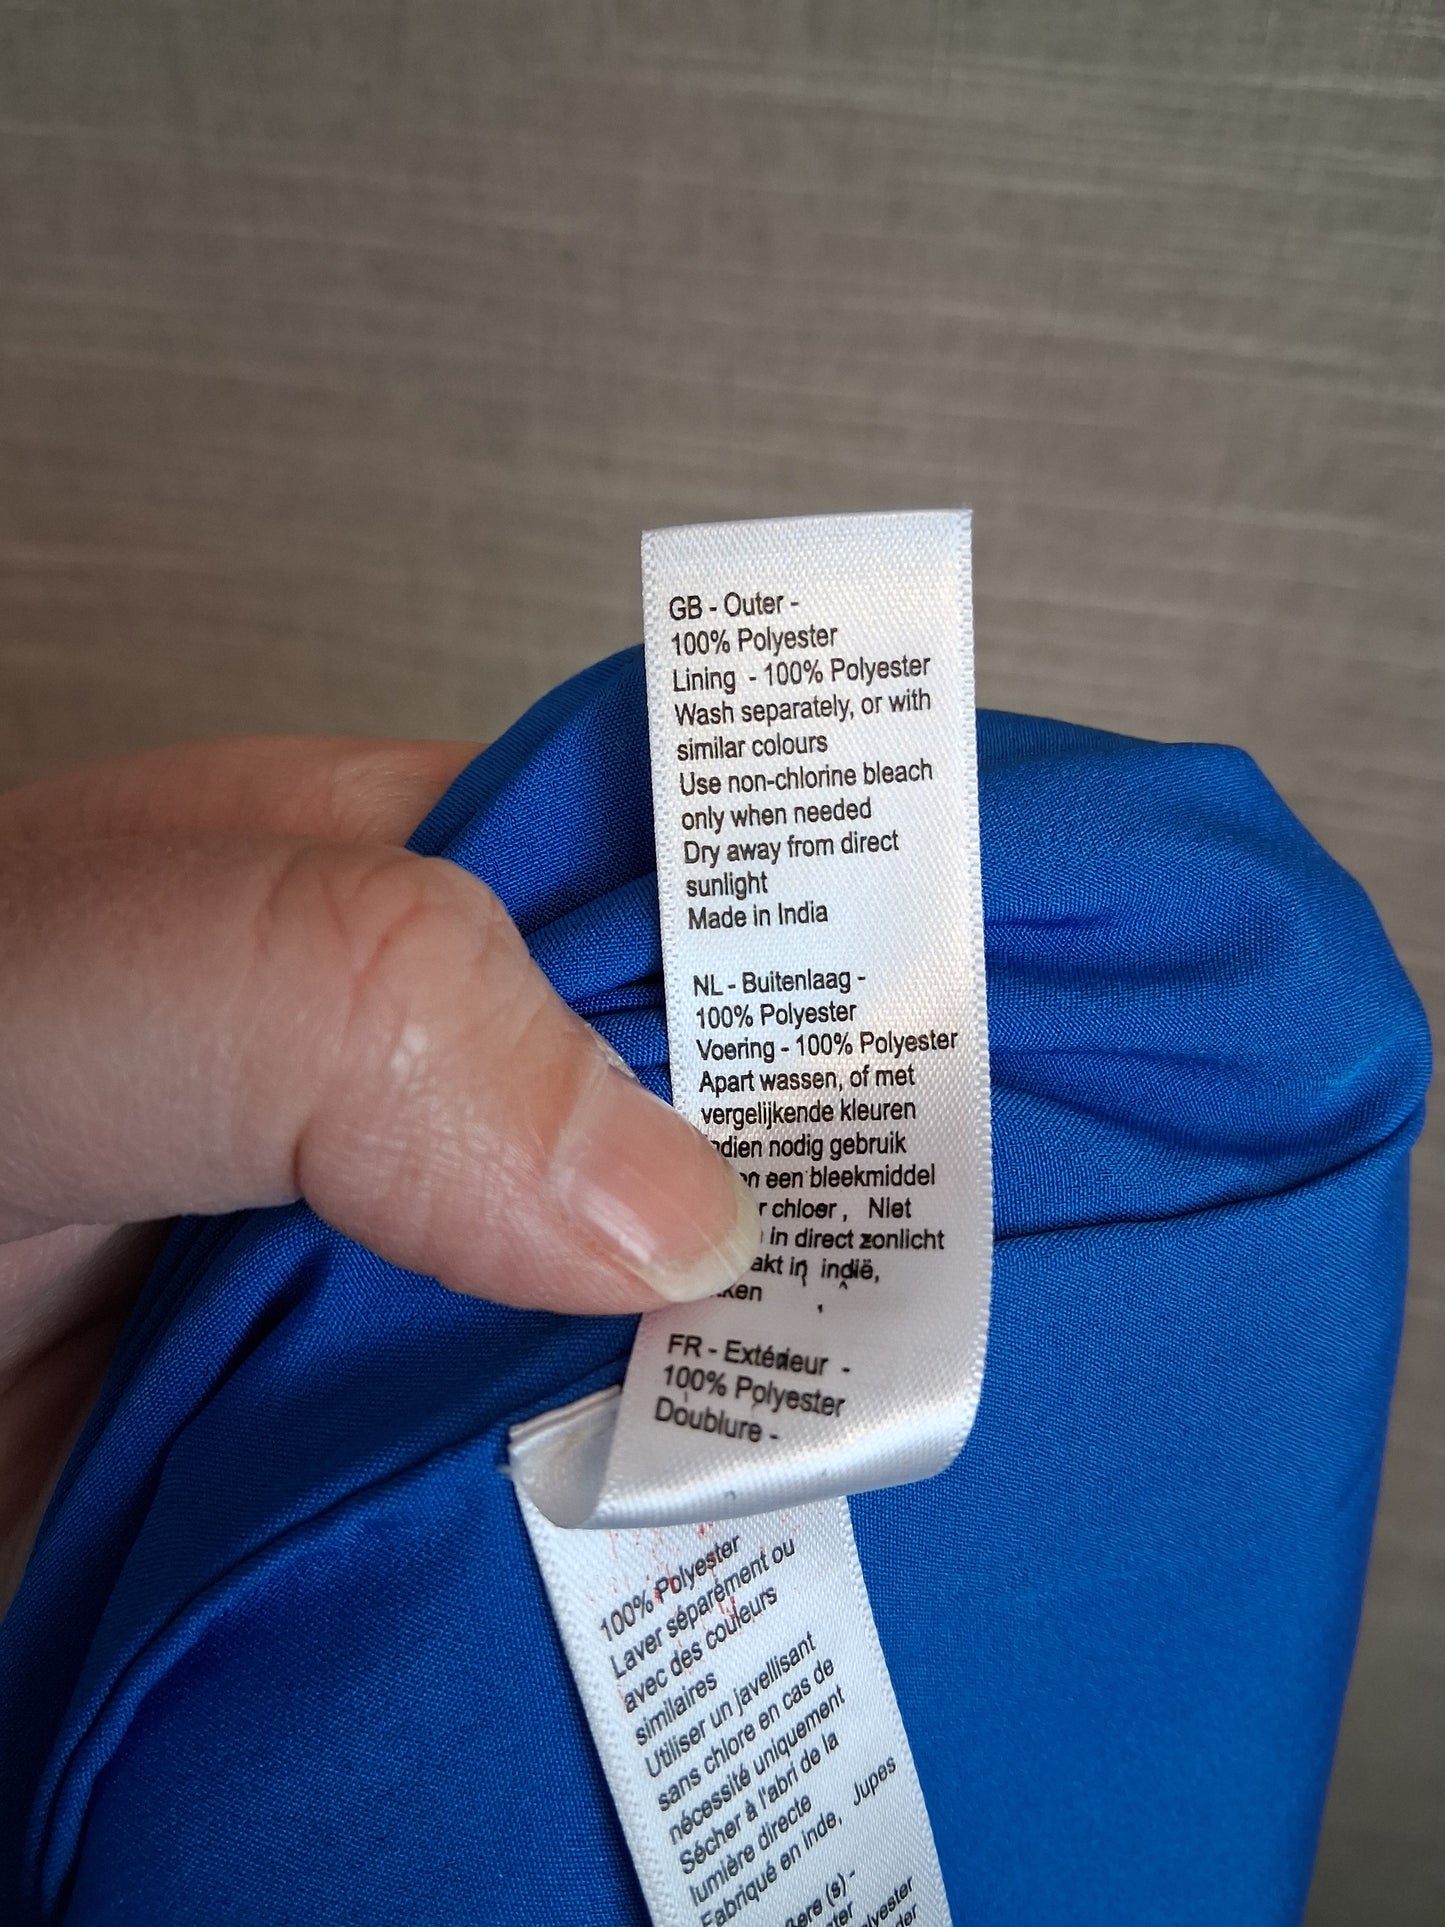 GB - Outer -
100% Polyester
Lining - 100% Polyester
Wash separately, or with
similar colours
Use non-chlorine bleach
only when needed
Dry away from direct
sunlight
Made in India
NL - Buitenlaag -
100% Polyester
Voering - 100% Polyester
Apart wassen, of met
vergelijkende kleuren
nodig gebruik
een bleekmiddel
chloer, Niet
in direct zonlicht
in indië,
FR - Extérieur -
100% Polyester
Doublure -
100% Polyester
Laver séparément ou
avec des couleurs
similaires
Utiliser un javellisant
sans chlore en cas de
nécessité uniquement
Sécher à l'abri de la
lumière directe
Fabriqué en inde, Jupes
(s) -